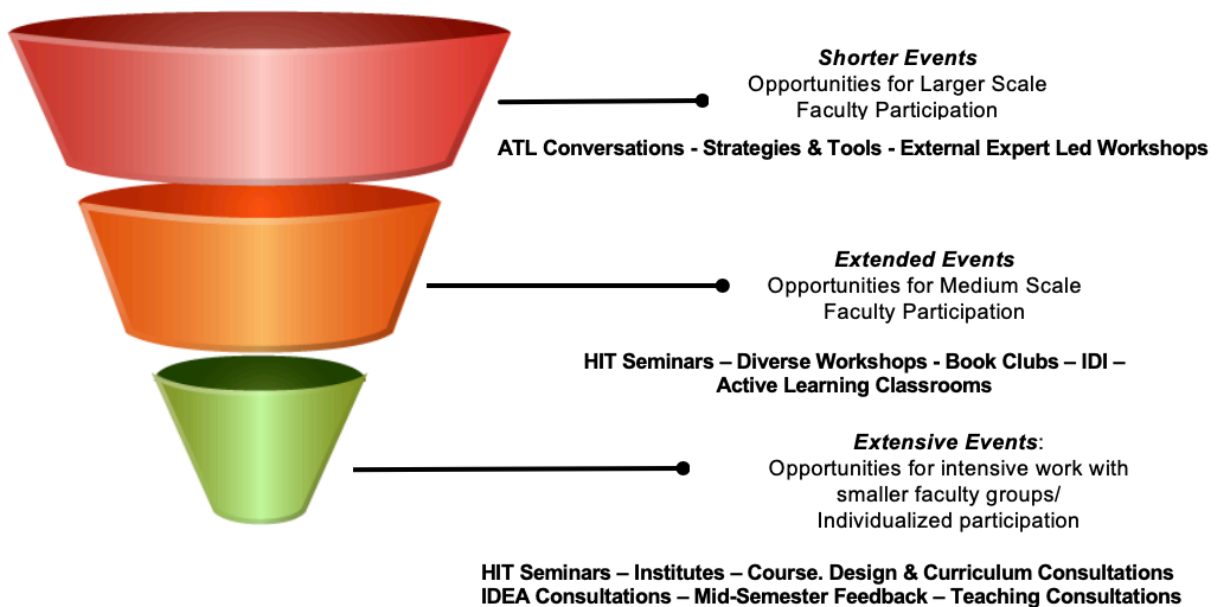 Shorter Events
Opportunities for Larger Scale
Faculty Participation
ATL Conversations - Strategies & Tools - External Expert Led Workshops
Extended Events
Opportunities for Medium Scale
Faculty Participation
HIT Seminars – Diverse Workshops - Book Clubs – IDI –
Active Learning Classrooms
Extensive Events:
Opportunities for intensive work with
smaller faculty groups/
Individualized participation
HIT Seminars – Institutes – Course. Design & Curriculum Consultations
IDEA Consultations – Mid-Semester Feedback – Teaching Consultations